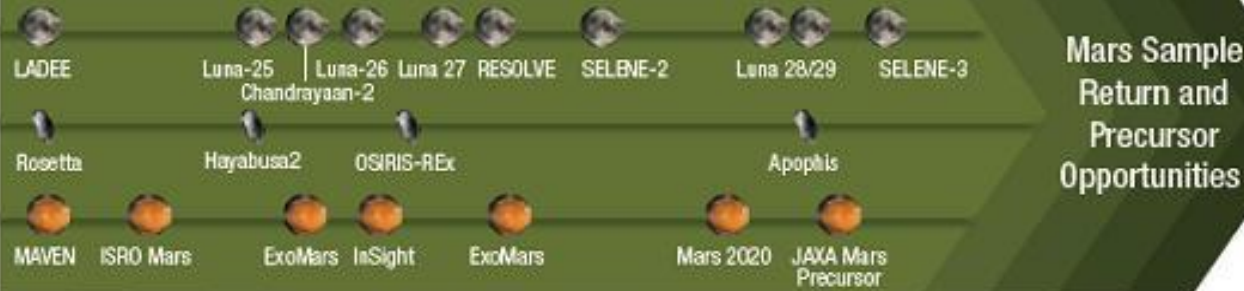 LADEE
Luna-25
Chandrayaan-2
Luna-26
Luna 27
RESOLVE
SELENE-2
Luna 28/29
SELENE-3
Rosetta
Hayabusa2
OSIRIS-REx
Apophis
MAVEN
ISRO Mars
ExoMars
InSight
ExoMars
Mars 2020
JAXA Mars
Precursor
Mars Sample
Return and
Precursor
Opportunities